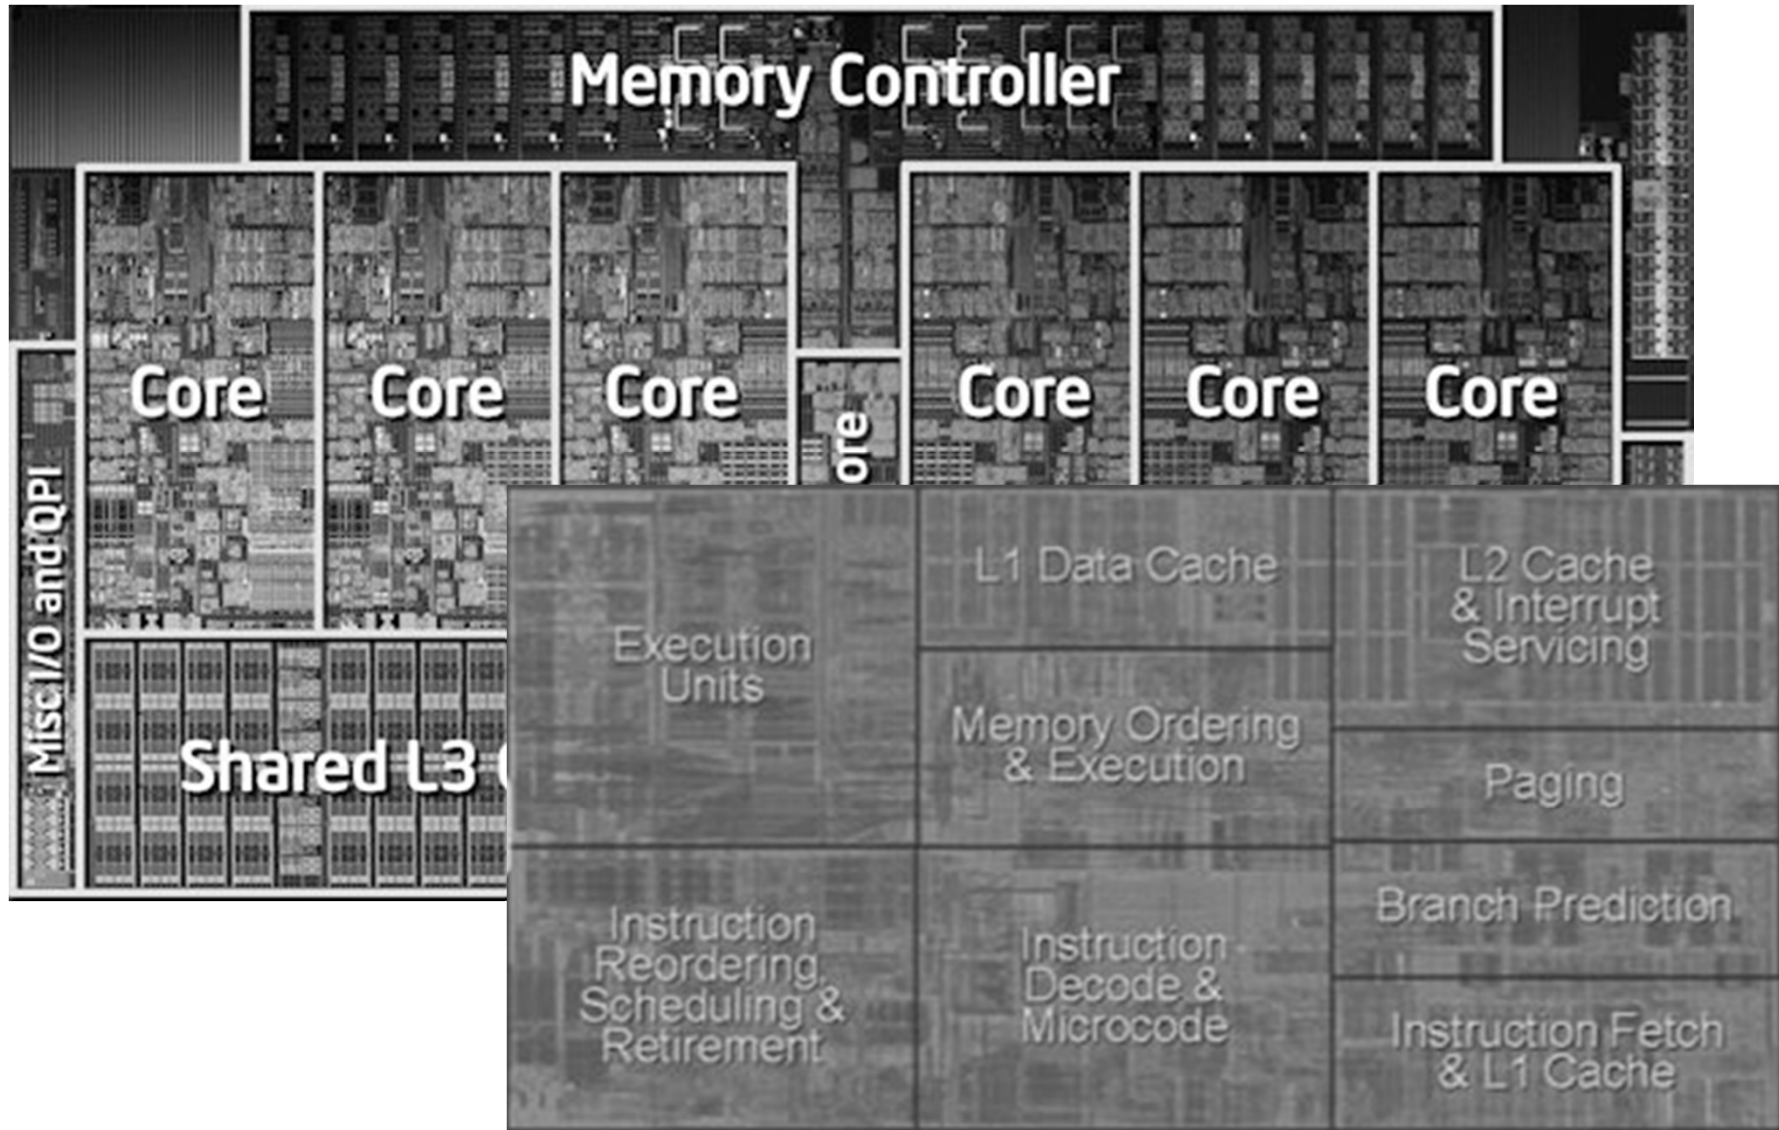 Memory Controller
Core
Core
Core
Core
Core
Core
ore
Misc I/O and QPI
Shared L3
Execution
Units
L1 Data Cache
L2 Cache
& Interrupt
Servicing
Memory Ordering
& Execution
Paging
Branch Prediction
Instruction
Reordering,
Scheduling &
Retirement
Instruction
Decode &
Microcode
Instruction Fetch
& L1 Cache